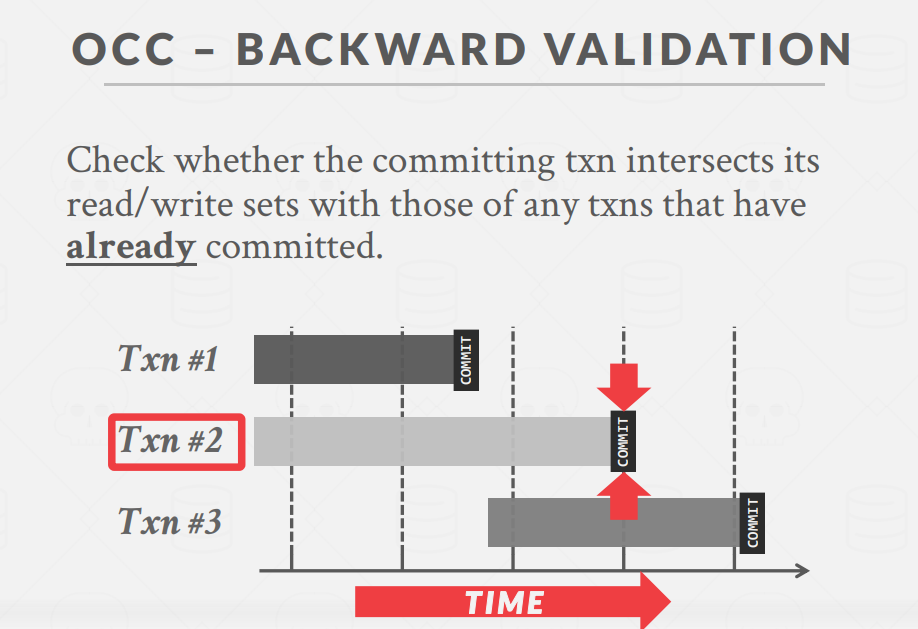 OCC – BACKWARD VALIDATION
Check whether the committing txn intersects its
read/write sets with those of any txns that have
already committed.
Txn #1
COMMIT
Txn #2
COMMIT
Txn #3
COMMIT
TIME